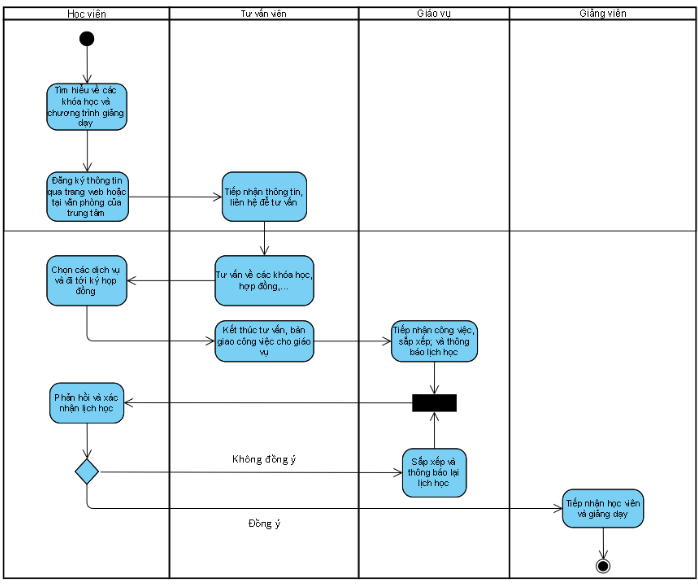 Học viên
Tư vấn viên
Giáo vụ
Giảng viên
Tìm hiểu về các
khóa học và
chương trình giảng
dạy
Đăng ký thông tin
qua trang web hoặc
tại văn phòng của
trung tâm
Tiếp nhận thông tin,
liên hệ để tư vấn
Chọn các dịch vụ
và đi tới ký hợp
đồng
Tư vấn về các khóa học,
hợp đồng,...
Kết thúc tư vấn, bàn
giao công việc cho giáo
vụ
Tiếp nhận công việc,
sắp xếp; và thông
báo lịch học
Phản hồi và xác
nhận lịch học
Không đồng ý
Sắp xếp và
thông báo lại
lịch học
Tiếp nhận học viên
và giảng dạy
Đồng ý